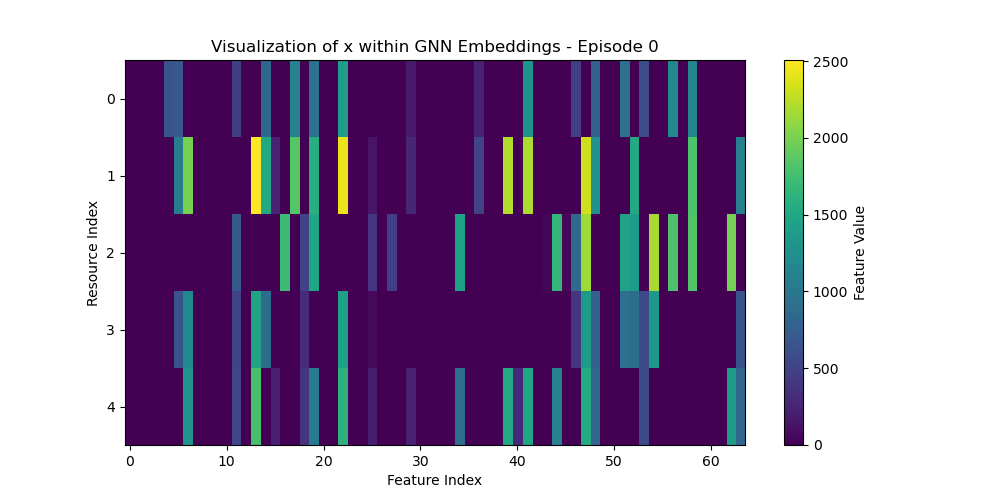 Visualization of x within GNN Embeddings - Episode 0
Resource Index
0
1
2
3
4
0 10 20 30 40 50 60
Feature Index
2500
2000
1500
1000
500
0
Feature Value